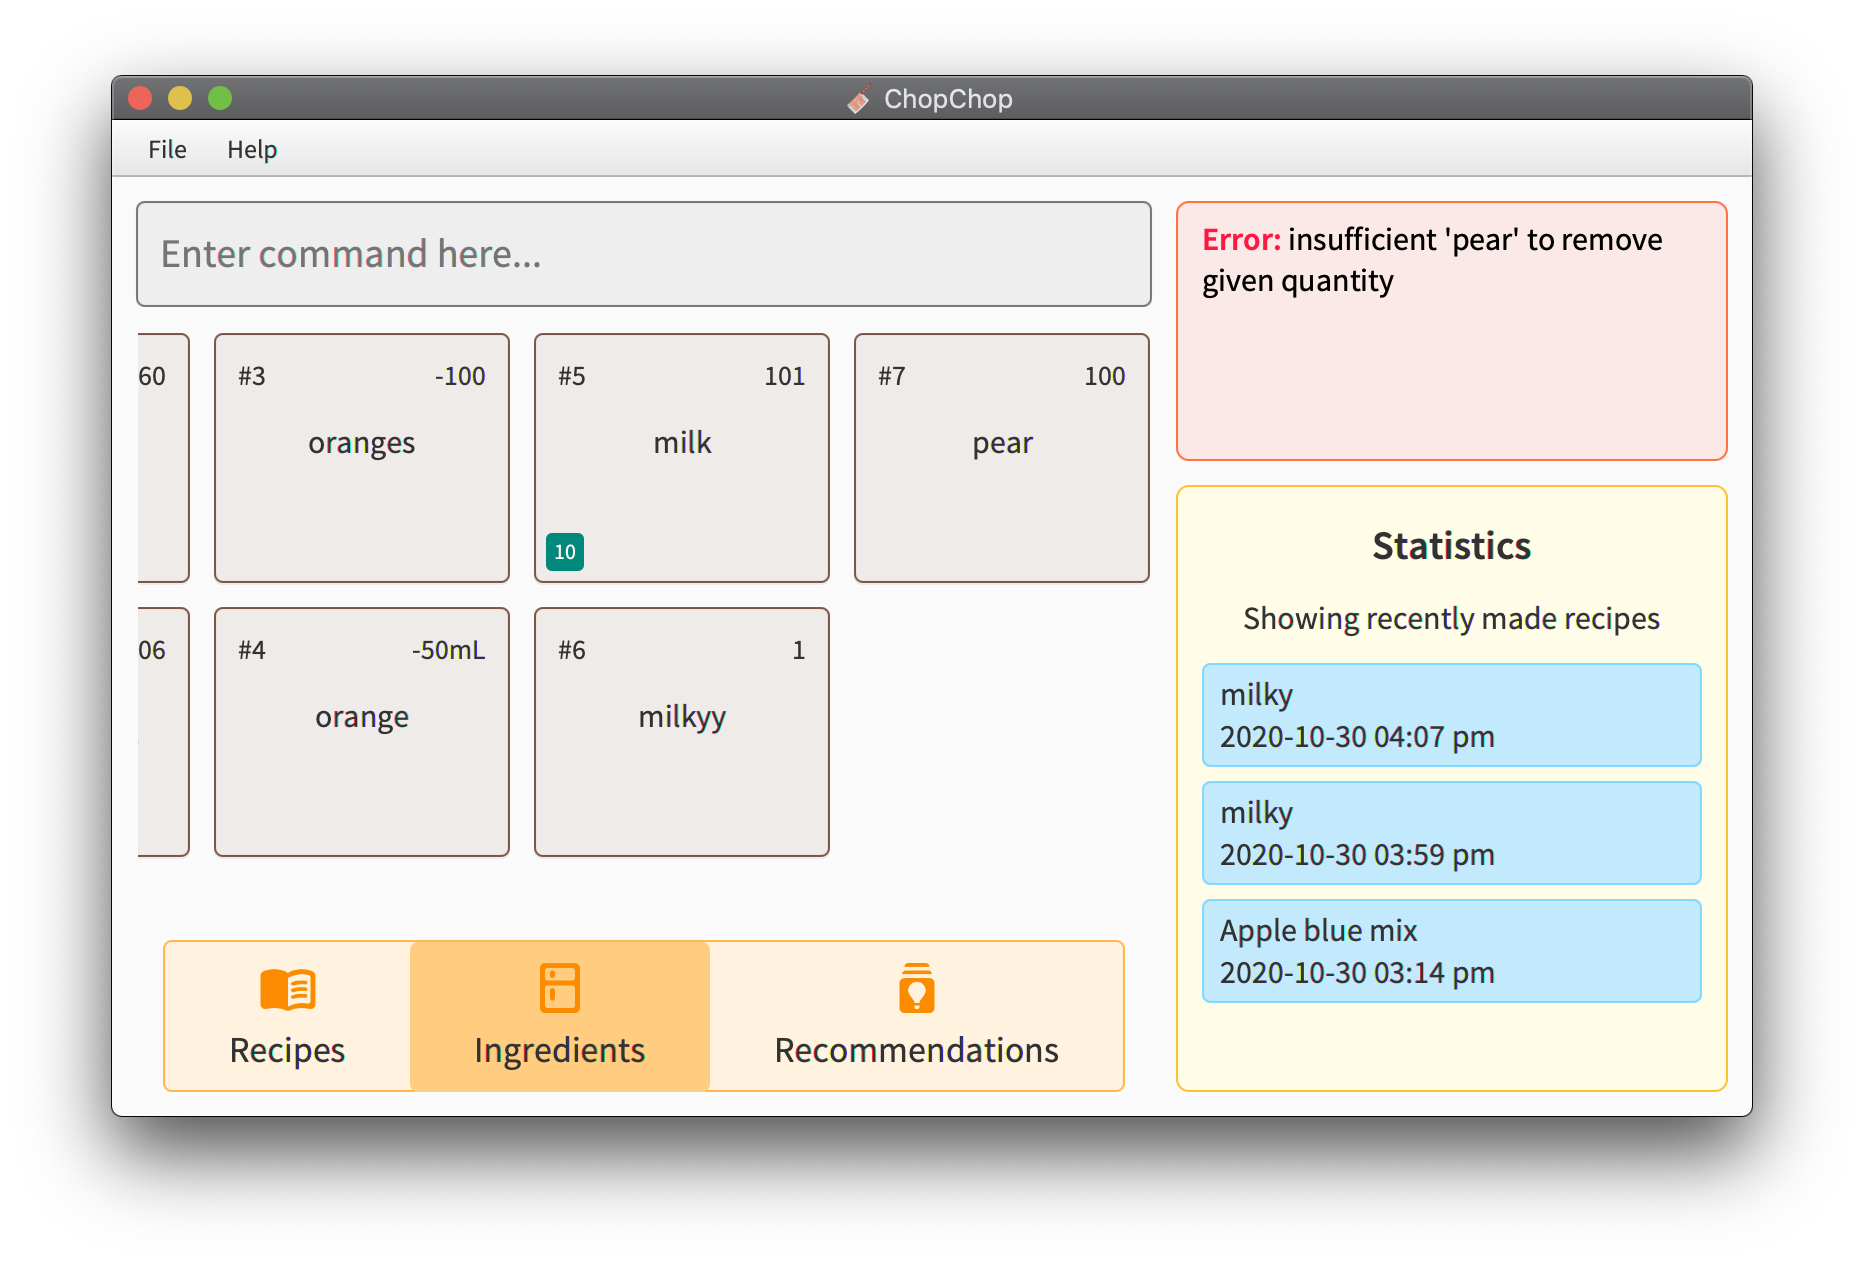 ChopChop
File Help
Enter command here...
60
#3 -100
oranges
#5 101
milk
10
#7 100
pear
06
#4 -50mL
orange
#6 1
milkyy
Recipes
Ingredients
Recommendations
Error: insufficient 'pear' to remove
given quantity
Statistics
Showing recently made recipes
milky
2020-10-30 04:07 pm
milky
2020-10-30 03:59 pm
Apple blue mix
2020-10-30 03:14 pm